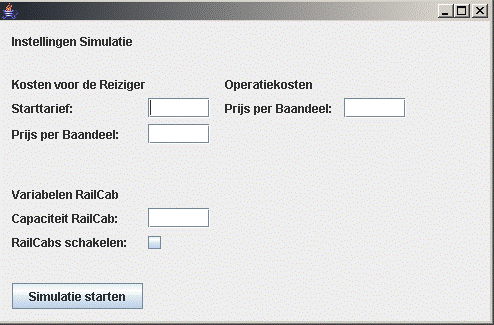 Instellingen Simulatie
Kosten voor de Reiziger
Operatiekosten
Starttarief:
Prijs per Baandeel:
Prijs per Baandeel:
Variabelen RailCab
Capaciteit RailCab:
RailCabs schakelen:
Simulatie starten